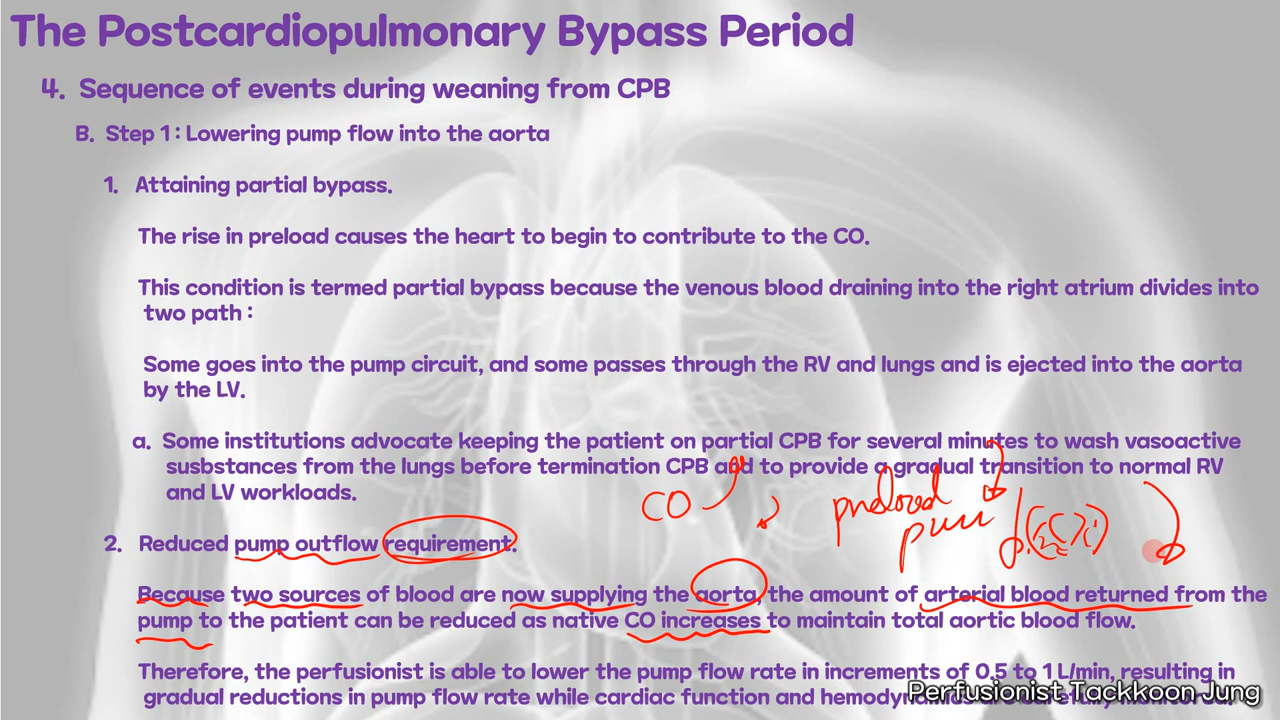 The Postcardiopulmonary Bypass Period
4. Sequence of events during weaning from CPB
B. Step 1 : Lowering pump flow into the aorta
1. Attaining partial bypass.
The rise in preload causes the heart to begin to contribute to the CO.
This condition is termed partial bypass because the venous blood draining into the right atrium divides into
two path :
Some goes into the pump circuit, and some passes through the RV and lungs and is ejected into the aorta
by the LV.
a. Some institutions advocate keeping the patient on partial CPB for several minutes to wash vasoactive
susbstances from the lungs before termination CPB and to provide a gradual transition to normal RV
and LV workloads.
CO
preload
pump
2. Reduced pump outflow requirement.
Because two sources of blood are now supplying the aorta, the amount of arterial blood returned from the
pump to the patient can be reduced as native CO increases to maintain total aortic blood flow.
Therefore, the perfusionist is able to lower the pump flow rate in increments of 0.5 to 1 L/min, resulting in
gradual reductions in pump flow rate while cardiac function and hemodynamics are carefully monitored.
Perfusionist Tackkoon Jung